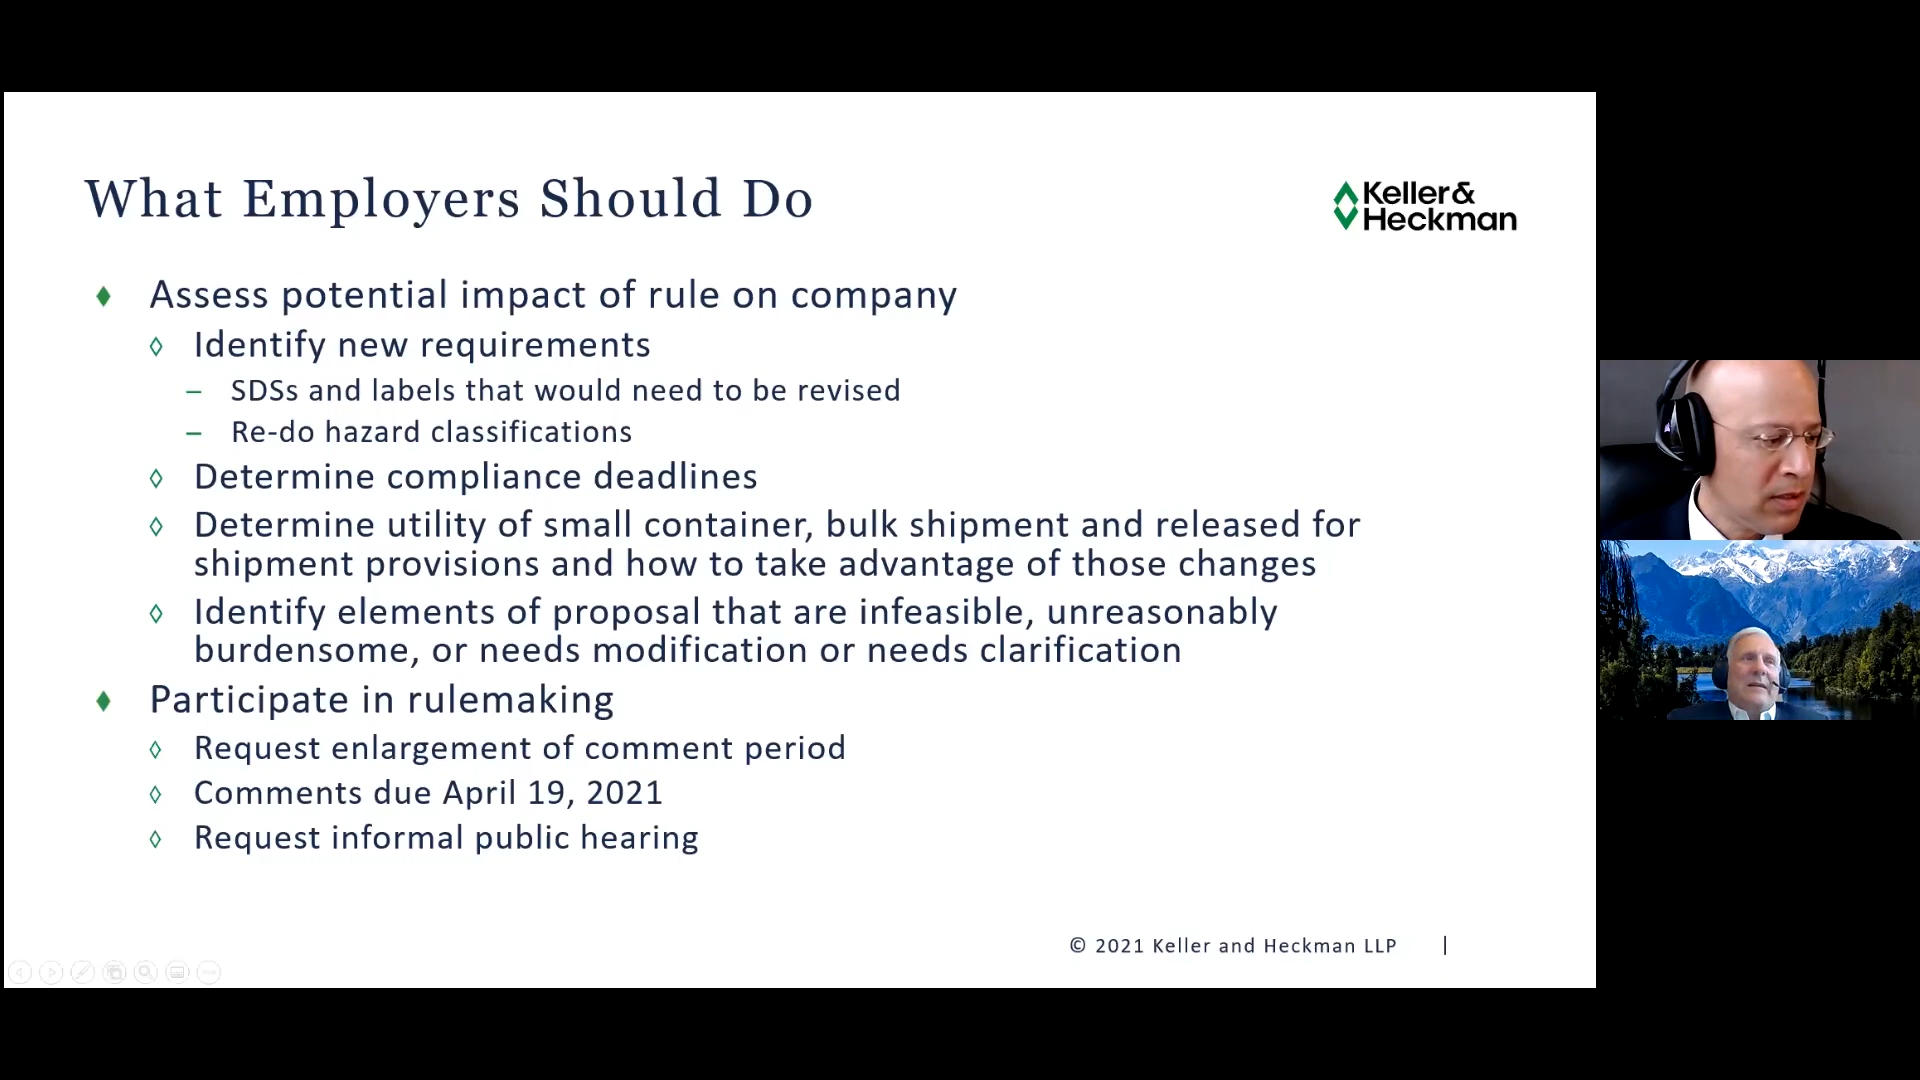 What Employers Should Do
Keller&
Heckman
Assess potential impact of rule on company
Identify new requirements
– SDSs and labels that would need to be revised
– Re-do hazard classifications
Determine compliance deadlines
Determine utility of small container, bulk shipment and released for
shipment provisions and how to take advantage of those changes
Identify elements of proposal that are infeasible, unreasonably
burdensome, or needs modification or needs clarification
Participate in rulemaking
Request enlargement of comment period
Comments due April 19, 2021
Request informal public hearing
© 2021 Keller and Heckman LLP |